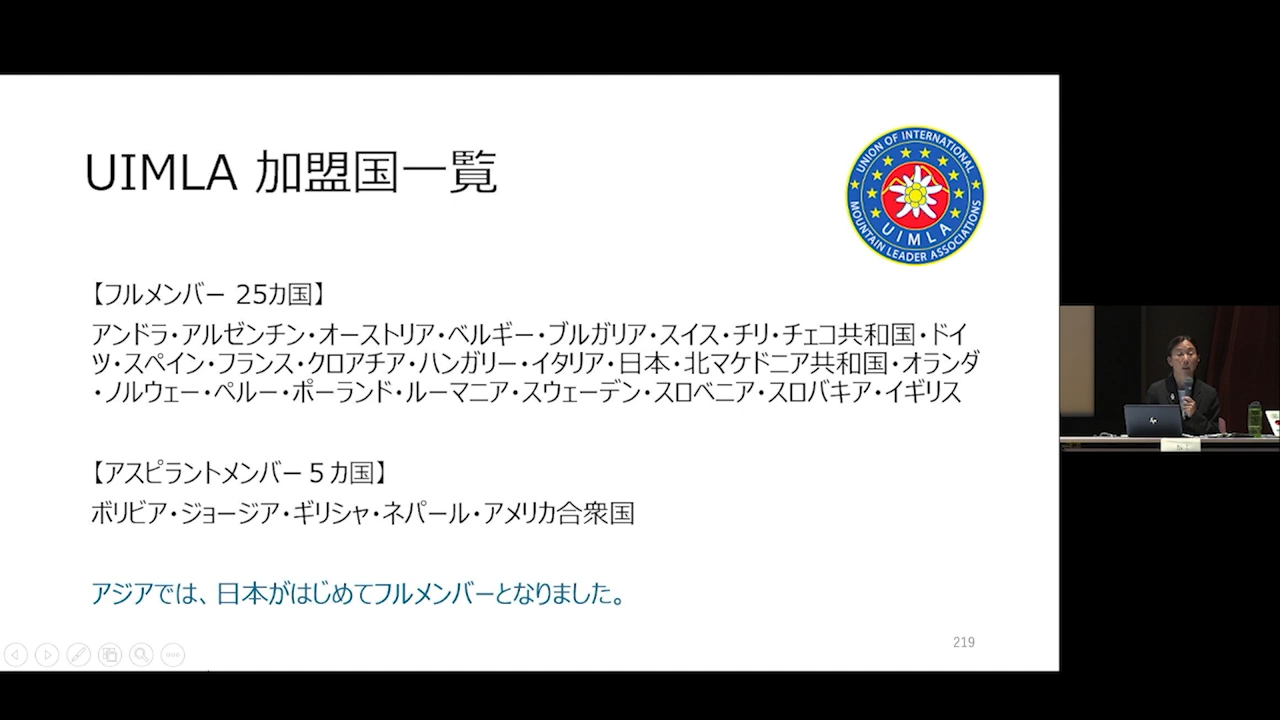 UIMLA 加盟国一覧
UNION OF INTERNATIONAL
MOUNTAIN LEADER ASSOCIATIONS
UIMLA
【フルメンバー 25カ国】
アンドラ・アルゼンチン・オーストリア・ベルギー・ブルガリア・スイス・チリ・チェコ共和国・ドイ
ツ・スペイン・フランス・クロアチア・ハンガリー・イタリア・日本・北マケドニア共和国・オランダ
・ノルウェー・ペルー・ポーランド・ルーマニア・スウェーデン・スロベニア・スロバキア・イギリス
【アスピラントメンバー５カ国】
ボリビア・ジョージア・ギリシャ・ネパール・アメリカ合衆国
アジアでは、日本がはじめてフルメンバーとなりました。
219
hp